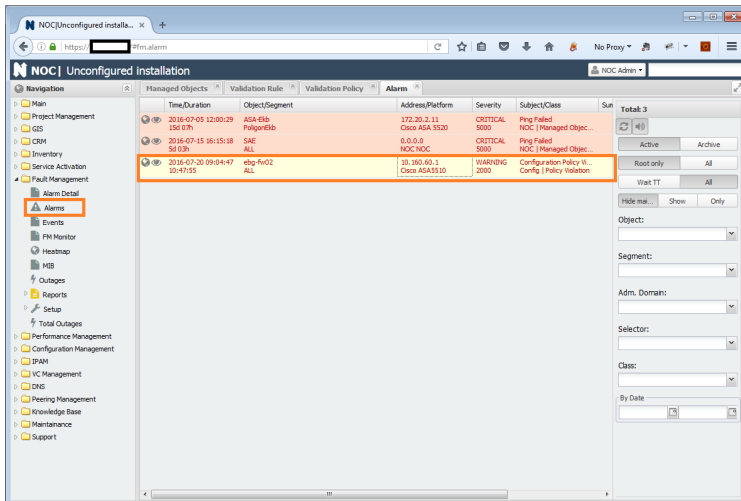 NOC|Unconfigured installa...
https://
/#fm.alarm
No Proxy
NOC| Unconfigured installation
NOC Admin
Navigation
Managed Objects
Validation Rule
Validation Policy
Alarm
Main
Project Management
GIS
CRM
Inventory
Service Activation
Fault Management
Alarm Detail
Alarms
Events
FM Monitor
Heatmap
MIB
Outages
Reports
Setup
Total Outages
Performance Management
Configuration Management
IPAM
VC Management
DNS
Peering Management
Knowledge Base
Maintainance
Support
Time/Duration Object/Segment Address/Platform Severity Subject/Class Sum
2016-07-05 12:00:29 ASA-Ekb 172.20.2.11 CRITICAL Ping Failed
15d 07h PoligonEkb Cisco ASA 5520 5000 NOC | Managed Objec...
2016-07-15 16:15:18 SAE 0.0.0.0 CRITICAL Ping Failed
5d 03h ALL NOC NOC 5000 NOC | Managed Objec...
2016-07-20 09:04:47 ebg-fw02 10.160.60.1 WARNING Configuration Policy Vi...
10:47:55 ALL Cisco ASA5510 2000 Config | Policy Violation
Total: 3
Active Archive
Root only All
Wait TT All
Hide mai... Show Only
Object:
Segment:
Adm. Domain:
Selector:
Class:
By Date